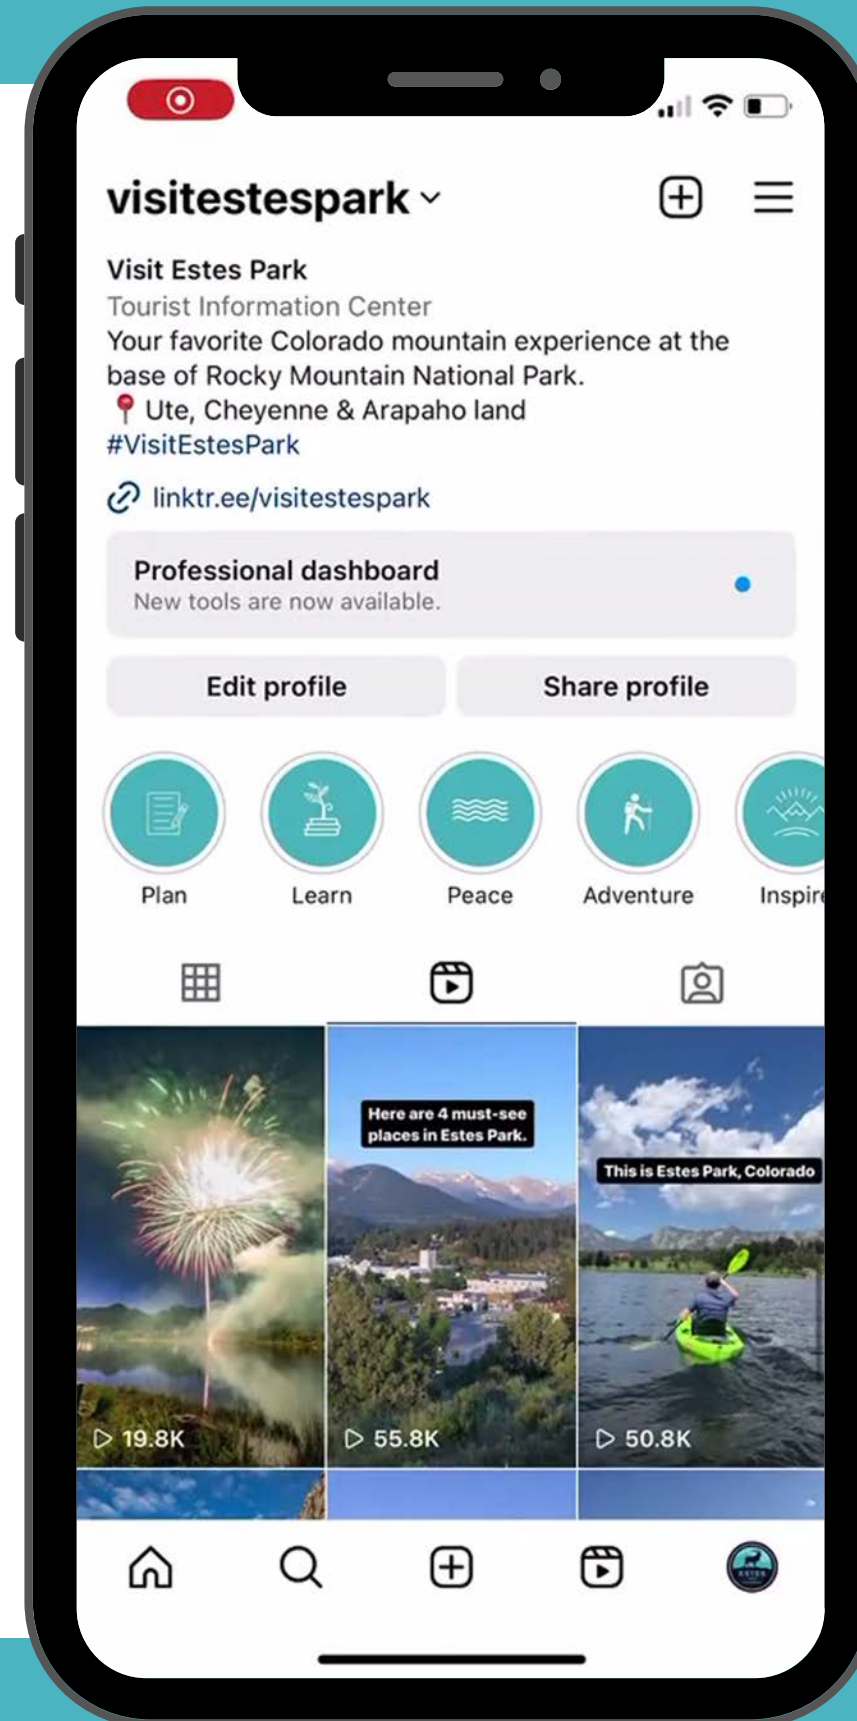 visitestespark
Visit Estes Park
Tourist Information Center
Your favorite Colorado mountain experience at the
base of Rocky Mountain National Park.
Ute, Cheyenne & Arapaho land
#VisitEstesPark
linktr.ee/visitestespark
Professional dashboard
New tools are now available.
Edit profile
Share profile
Plan
Learn
Peace
Adventure
Inspire
Here are 4 must-see
places in Estes Park.
This is Estes Park, Colorado
19.8K
55.8K
50.8K
ESTES